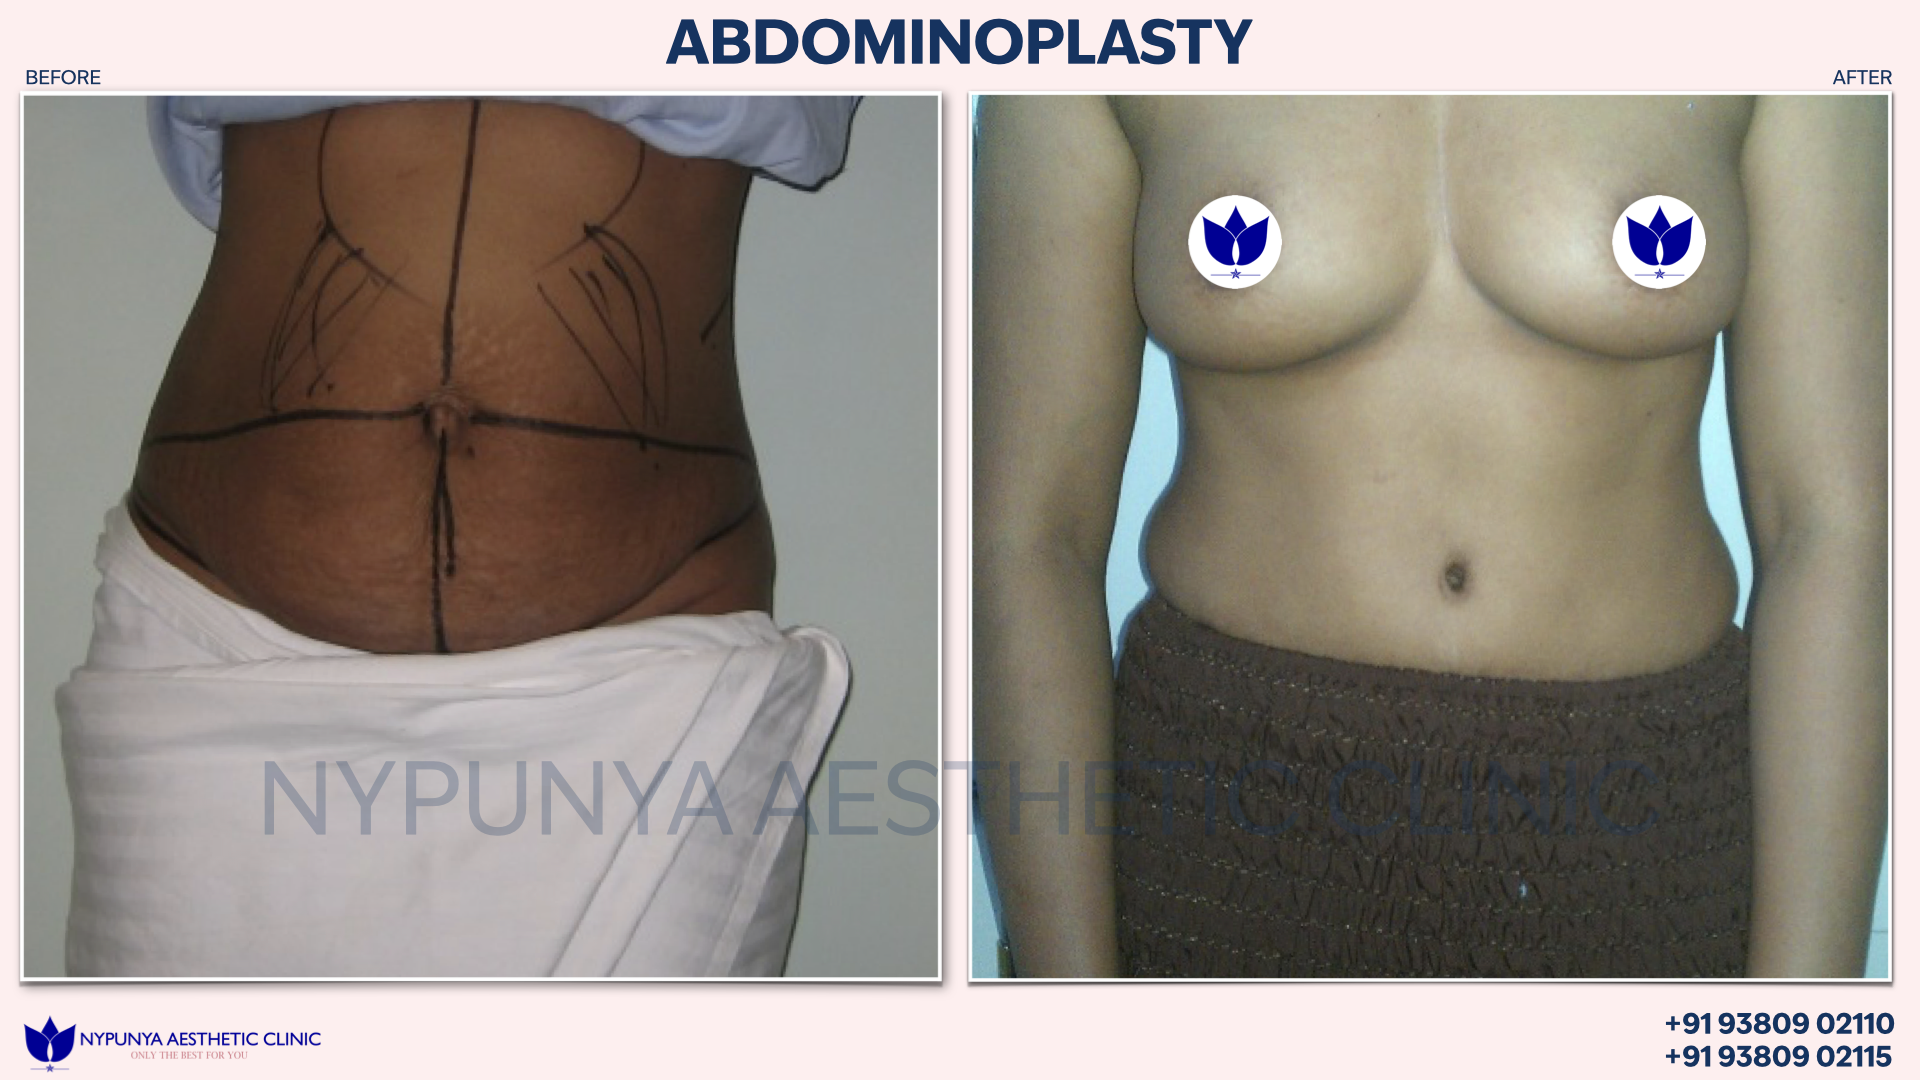 ABDOMINOPLASTY
BEFORE
AFTER
NYPUNYA AESTHETIC CLINIC
NYPUNYA AESTHETIC CLINIC
ONLY THE BEST FOR YOU
+91 93809 02110
+91 93809 02115